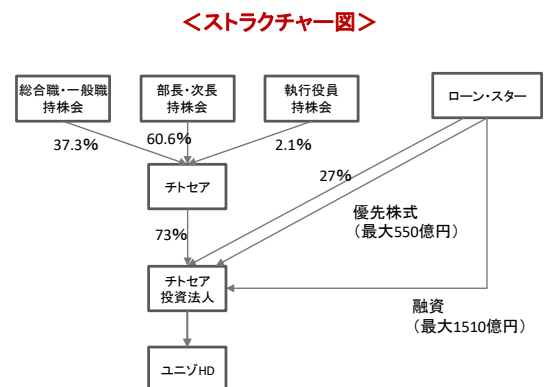 ＜ストラクチャー図＞
総合職・一般職
持株会
部長・次長
持株会
執行役員
持株会
ローン・スター
37.3%
60.6%
2.1%
チトセア
27%
優先株式
（最大550億円）
73%
チトセア
投資法人
融資
（最大1510億円）
ユニゾHD